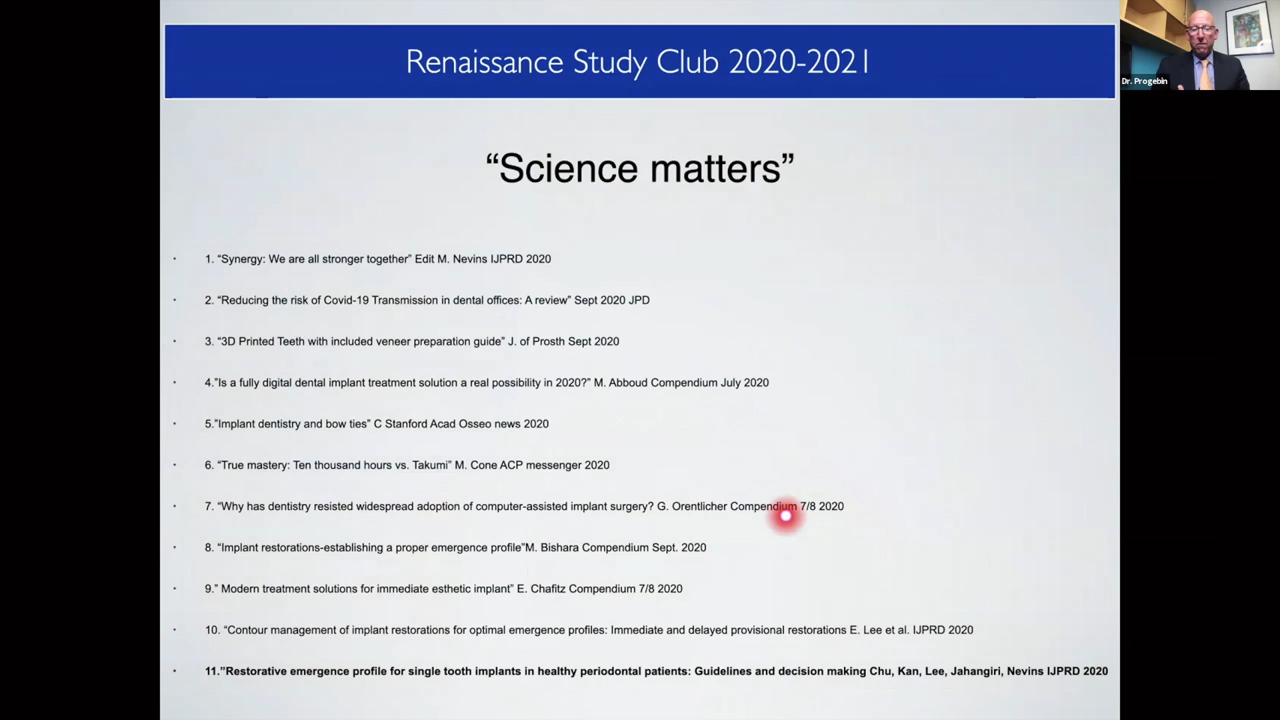 Renaissance Study Club 2020-2021
Dr. Progebin
“Science matters”
1. “Synergy: We are all stronger together” Edit M. Nevins IJPRD 2020
2. “Reducing the risk of Covid-19 Transmission in dental offices: A review” Sept 2020 JPD
3. “3D Printed Teeth with included veneer preparation guide” J. of Prosth Sept 2020
4.”Is a fully digital dental implant treatment solution a real possibility in 2020?” M. Abboud Compendium July 2020
5.”Implant dentistry and bow ties” C Stanford Acad Osseo news 2020
6. “True mastery: Ten thousand hours vs. Takumi” M. Cone ACP messenger 2020
7. “Why has dentistry resisted widespread adoption of computer-assisted implant surgery? G. Orentlicher Compendium 7/8 2020
8. “Implant restorations-establishing a proper emergence profile”M. Bishara Compendium Sept. 2020
9.” Modern treatment solutions for immediate esthetic implant” E. Chafitz Compendium 7/8 2020
10. “Contour management of implant restorations for optimal emergence profiles: Immediate and delayed provisional restorations E. Lee et al. IJPRD 2020
11.”Restorative emergence profile for single tooth implants in healthy periodontal patients: Guidelines and decision making Chu, Kan, Lee, Jahangiri, Nevins IJPRD 2020